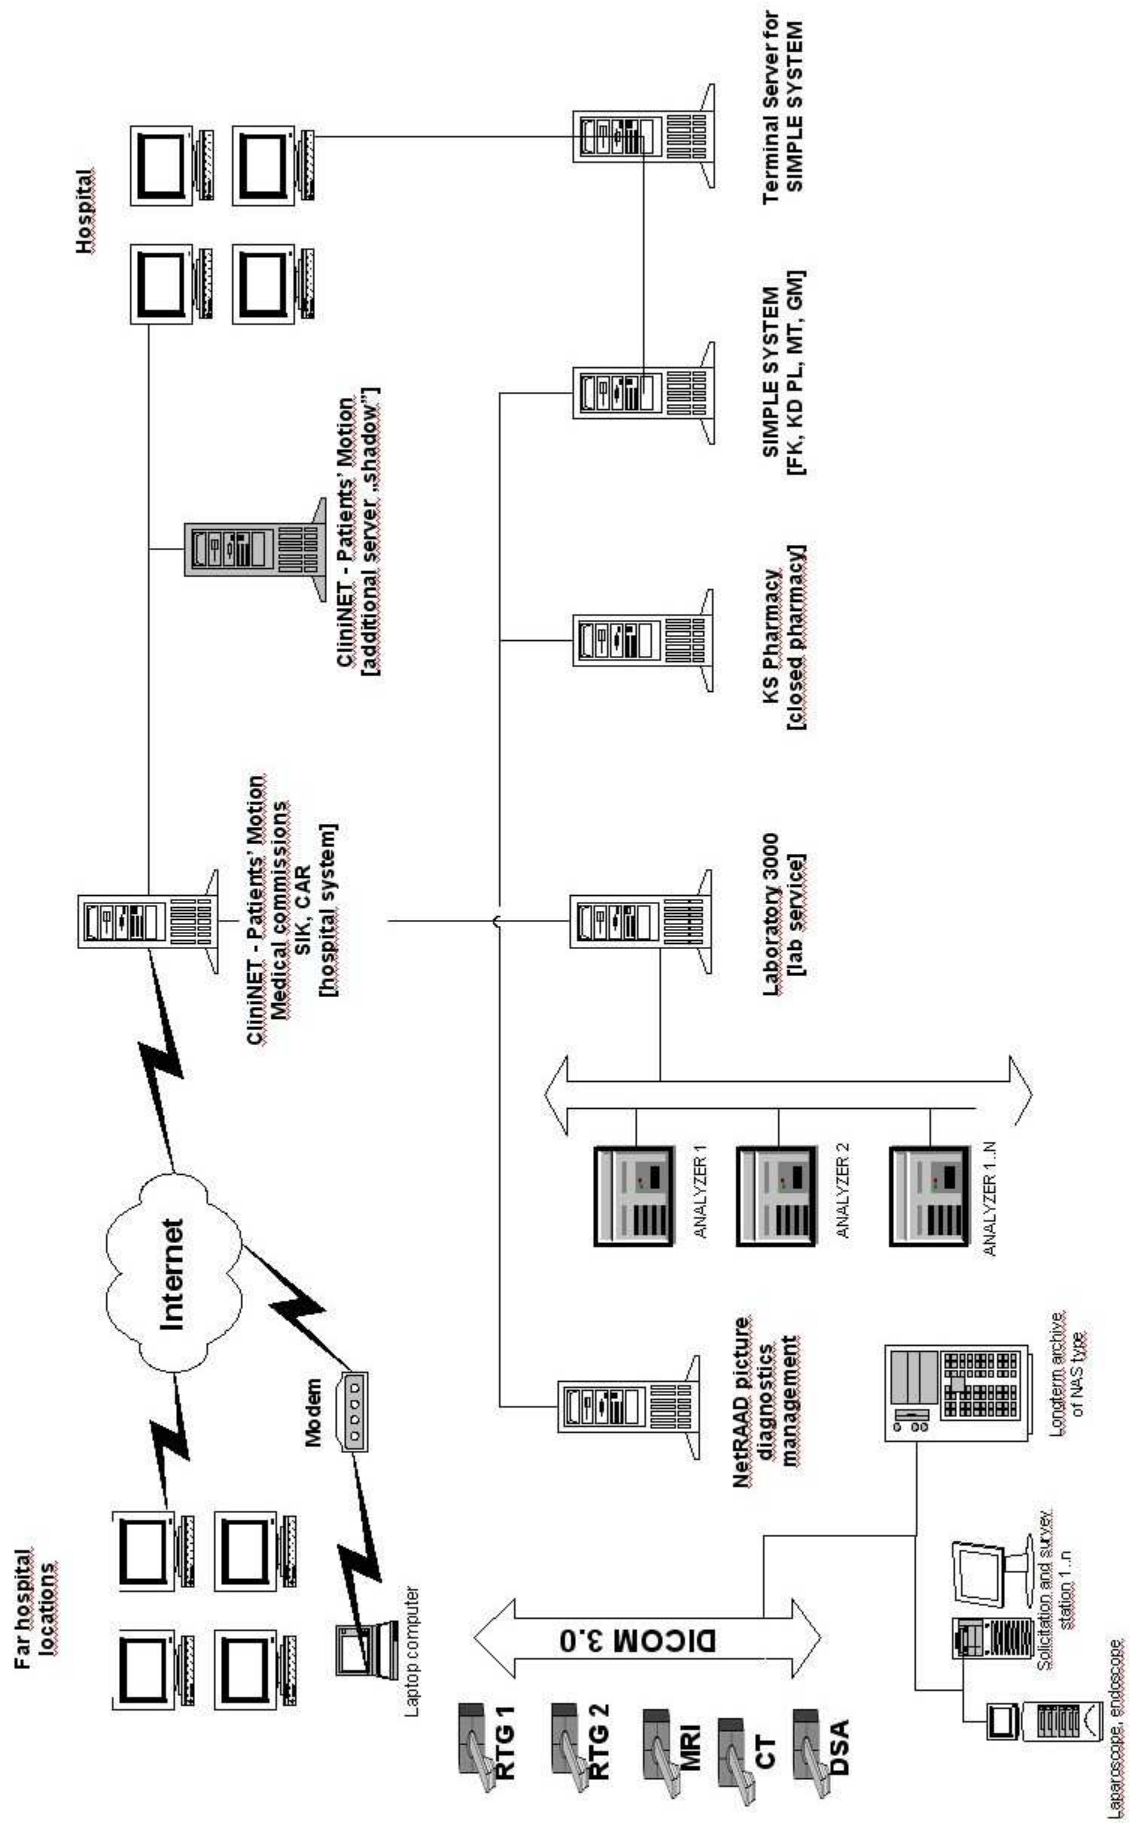 Far hospital
locations
Internet
Modem
Laptop computer
Hospital
CliniNET - Patients' Motion
Medical commissions
SIK, CAR
[hospital system]
CliniNET - Patients' Motion
[additional server „shadow"]
DICOM 3.0
RTG 1
RTG 2
MRI
CT
DSA
NetRAAD picture
diagnostics
management
ANALYZER 1
ANALYZER 2
ANALYZER 1..N
Laboratory 3000
[lab service]
KS Pharmacy
[closed pharmacy]
SIMPLE SYSTEM
[FK, KD PL, MT, GM]
Terminal Server for
SIMPLE SYSTEM
Laparoscope, endoscope
Solicitation and survey
station 1..n
Longterm archive
of NAS type